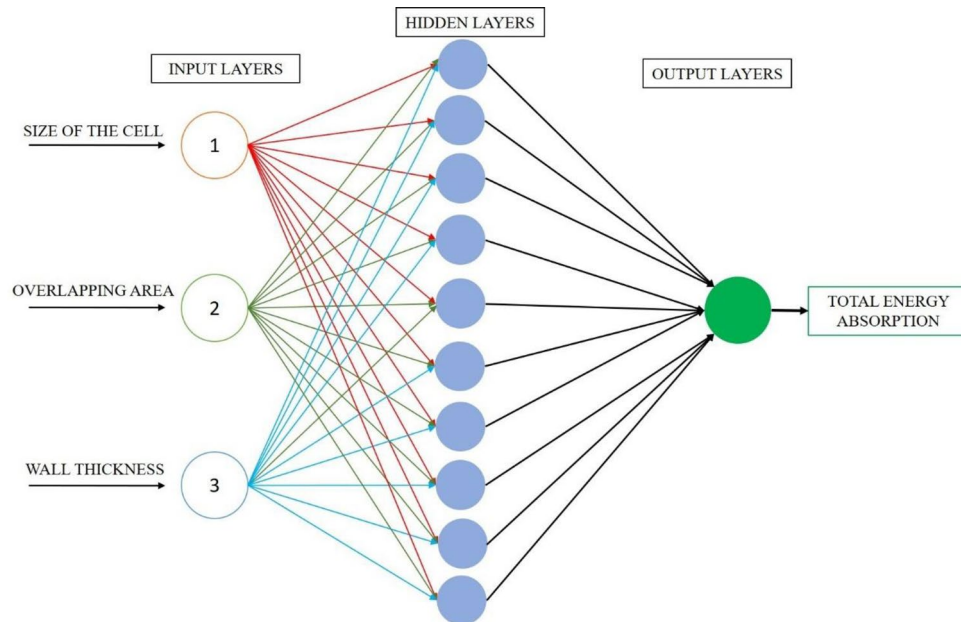 HIDDEN LAYERS
INPUT LAYERS
OUTPUT LAYERS
SIZE OF THE CELL
1
OVERLAPPING AREA
2
TOTAL ENERGY
ABSORPTION
WALL THICKNESS
3